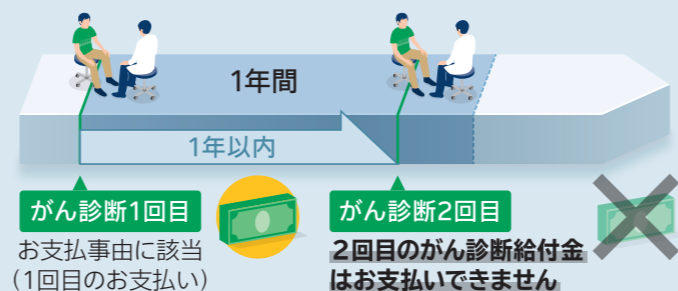 1年間
1年以内
がん診断1回目
お支払事由に該当
（1回目のお支払い）
がん診断2回目
2回目のがん診断給付金
はお支払いできません